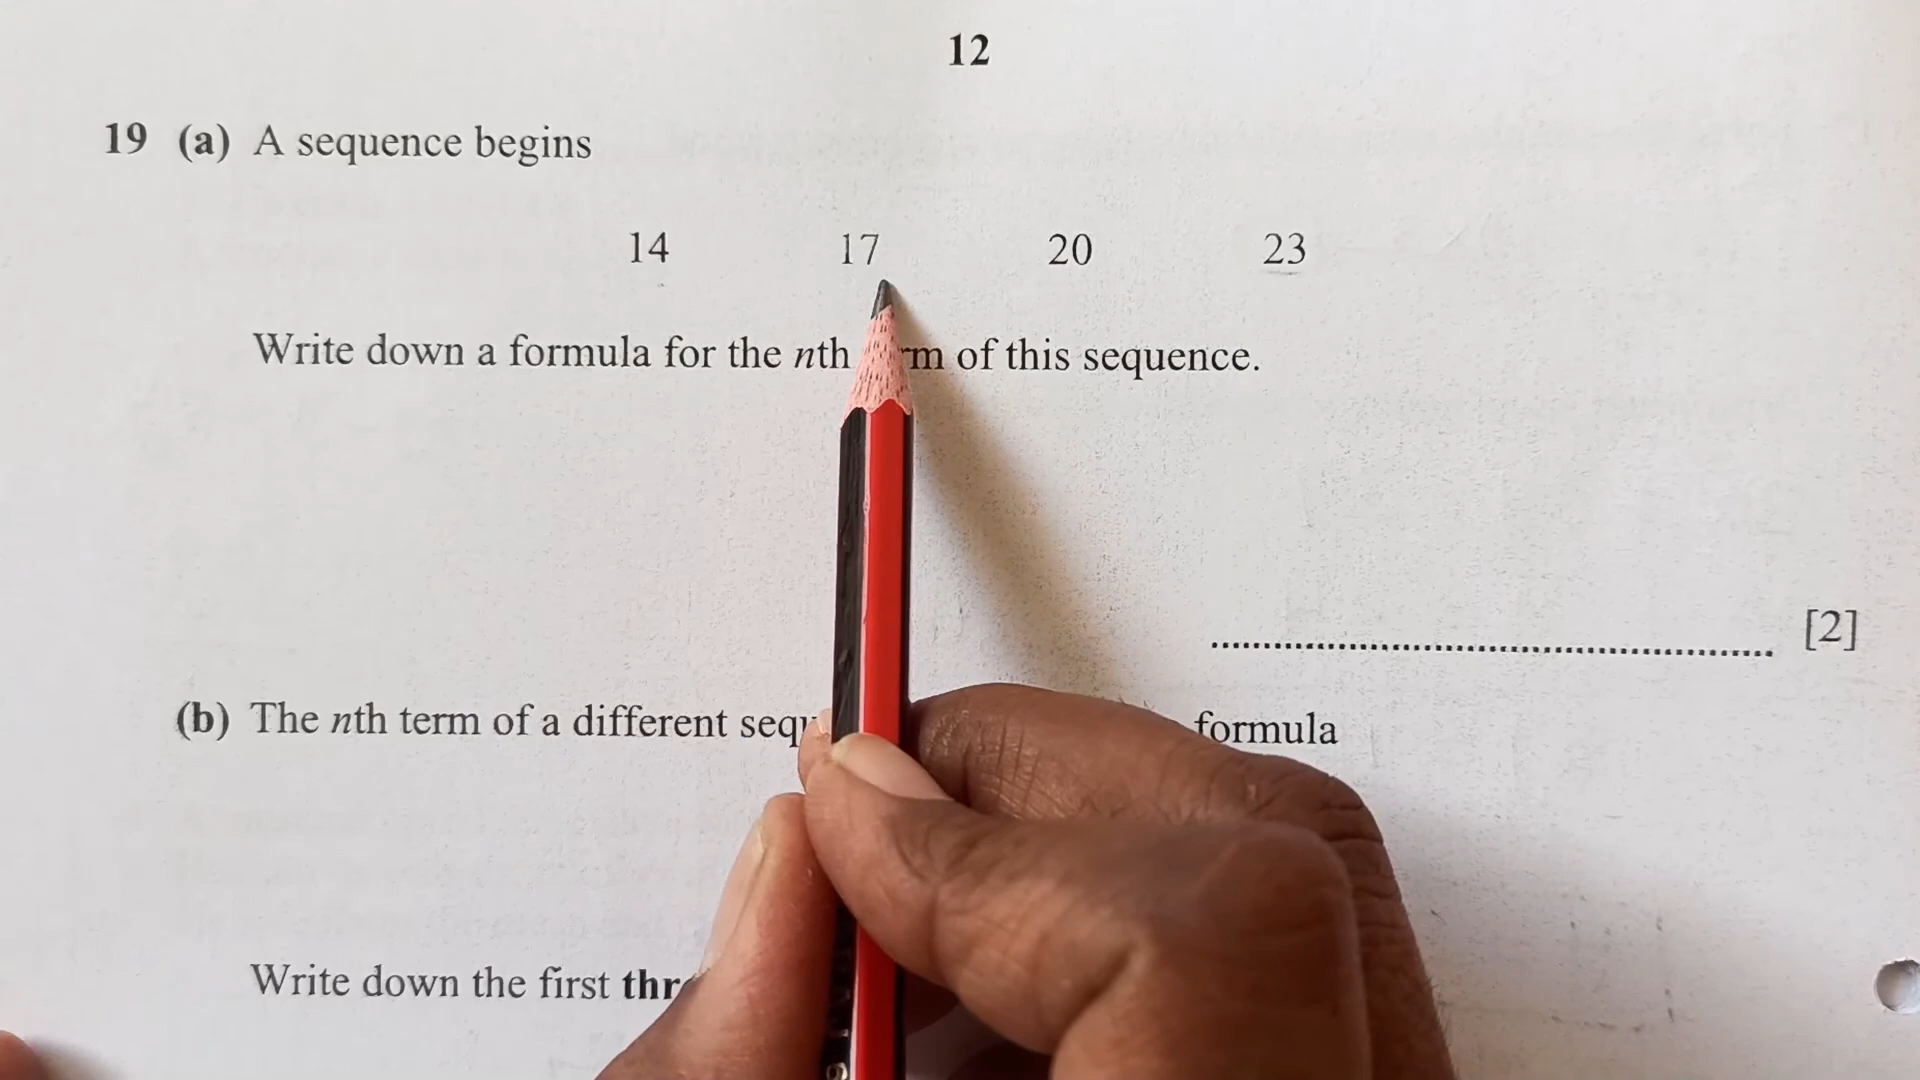 12
19 (a) A sequence begins
14 17 20 23
Write down a formula for the nth of this sequence.
[2]
(b) The nth term of a different formula
Write down the first